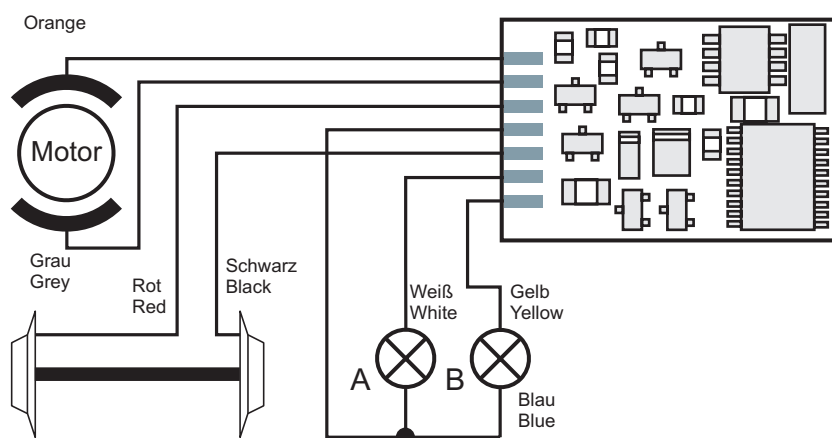 Orange
Motor
Grau
Grey
Rot
Red
Schwarz
Black
Weiß
White
Gelb
Yellow
A
B
Blau
Blue